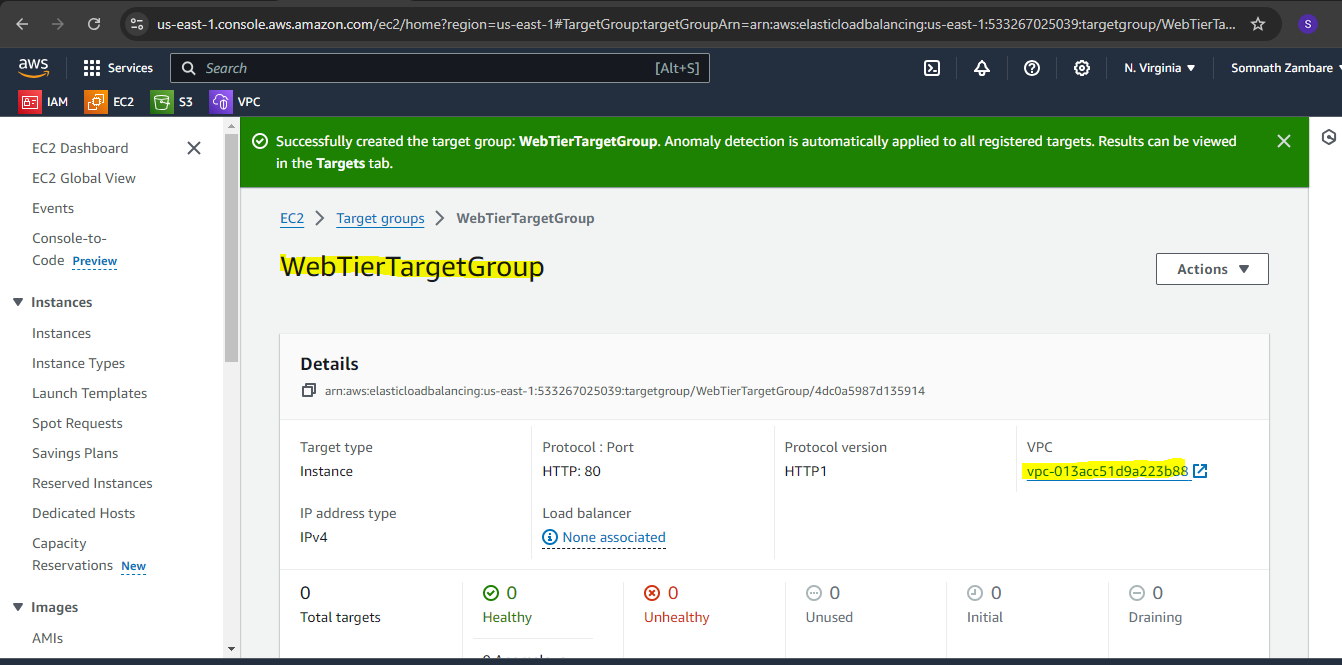 us-east-1.console.aws.amazon.com/ec2/home?region=us-east-1#TargetGroup:targetGroupArn=arn:aws:elasticloadbalancing:us-east-1:533267025039:targetgroup/WebTierTa...
S
aws
Services
Search
[Alt+S]
N. Virginia
Somnath Zambare
IAM
EC2
S3
VPC
EC2 Dashboard
EC2 Global View
Events
Console-to-
Code Preview
Instances
Instances
Instance Types
Launch Templates
Spot Requests
Savings Plans
Reserved Instances
Dedicated Hosts
Capacity
Reservations New
Images
AMIs
Successfully created the target group: WebTierTargetGroup. Anomaly detection is automatically applied to all registered targets. Results can be viewed
in the Targets tab.
EC2 > Target groups > WebTierTargetGroup
WebTierTargetGroup
Actions
Details
arn:aws:elasticloadbalancing:us-east-1:533267025039:targetgroup/WebTierTargetGroup/4dc0a5987d135914
Target type
Instance
Protocol : Port
HTTP: 80
Protocol version
HTTP1
VPC
vpc-013acc51d9a223b88
IP address type
IPv4
Load balancer
None associated
0
Total targets
0
Healthy
0
Unhealthy
0
Unused
0
Initial
0
Draining